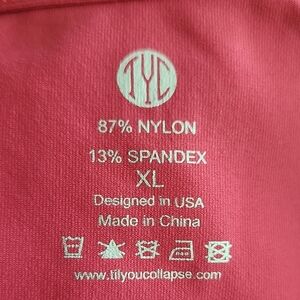 TYC
87% NYLON
13% SPANDEX
XL
Designed in USA
Made in China
www.tilyoucollapse.com